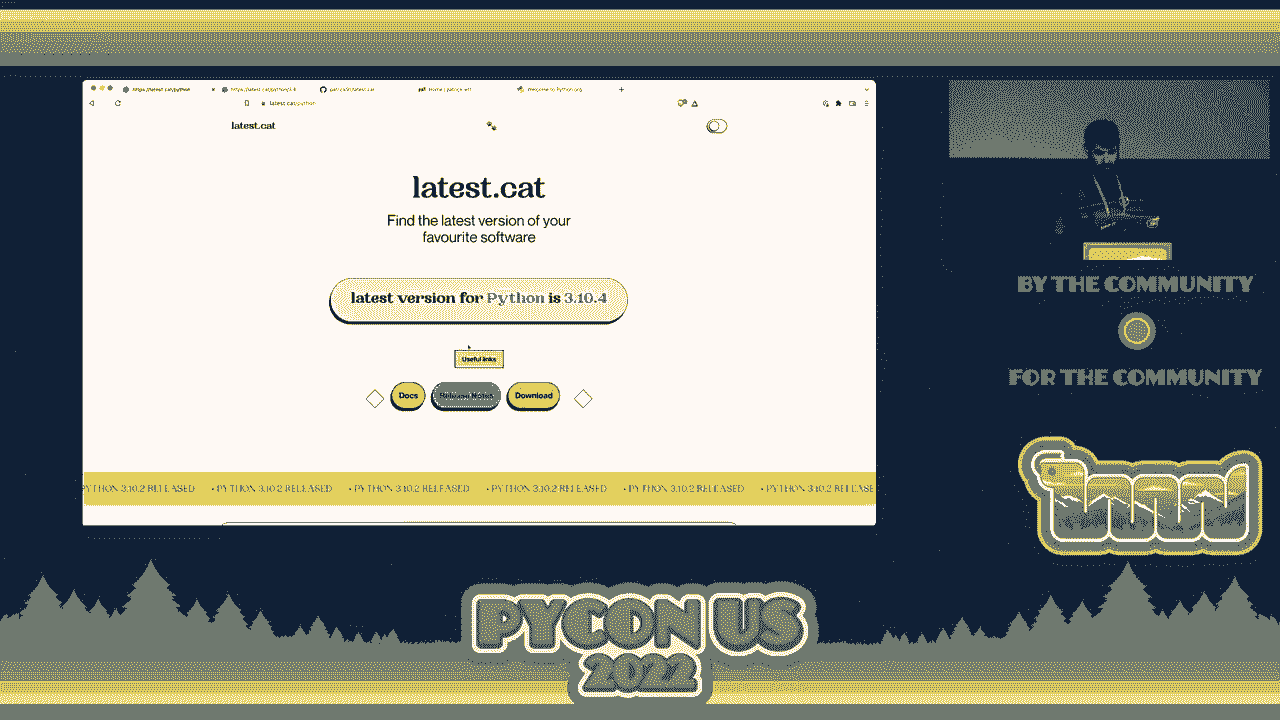 latest.cat/python
latest.cat
latest.cat
Find the latest version of your
favourite software
latest version for Python is 3.10.4
Useful links
Docs
Release Notes
Download
PYTHON 3.10.2 RELEASED • PYTHON 3.10.2 RELEASED • PYTHON 3.10.2 RELEASED • PYTHON 3.10.2 RELEASED • PYTHON 3.10.2 RELEASED • PYTHON 3.10.2 RELEASE
BY THE COMMUNITY
FOR THE COMMUNITY
PYCON US
2022